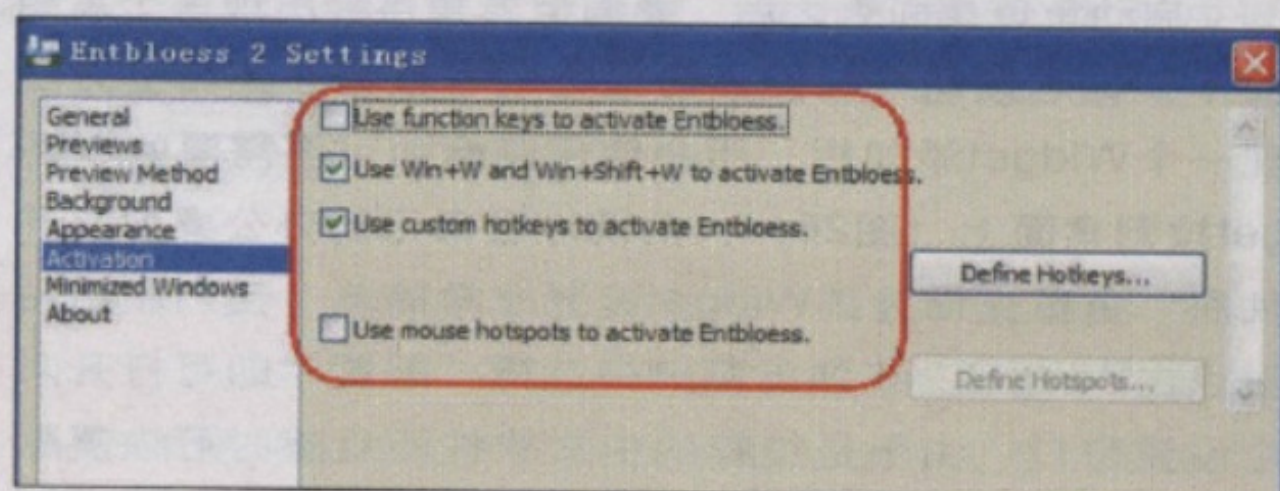 Entbloess 2 Settings
General
Previews
Preview Method
Background
Appearance
Activation
Minimized Windows
About
Use function keys to activate Entbloess.
Use Win+W and Win+Shift+W to activate Entbloess.
Use custom hotkeys to activate Entbloess.
Define Hotkeys...
Use mouse hotspots to activate Entbloess.
Define Hotspots...